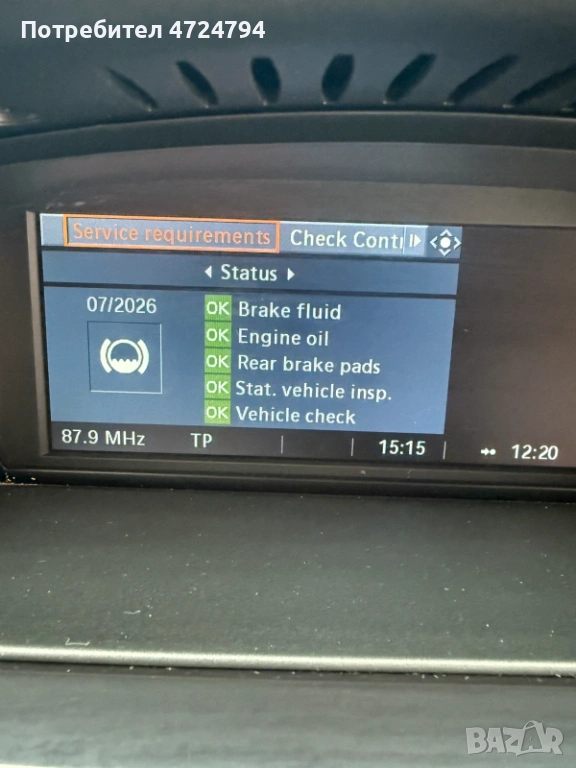 Потребител 4724794
Service requirements Check Contr
Status
07/2026
OK Brake fluid
OK Engine oil
OK Rear brake pads
OK Stat. vehicle insp.
OK Vehicle check
87.9 MHz TP 15:15 12:20
BAZAR